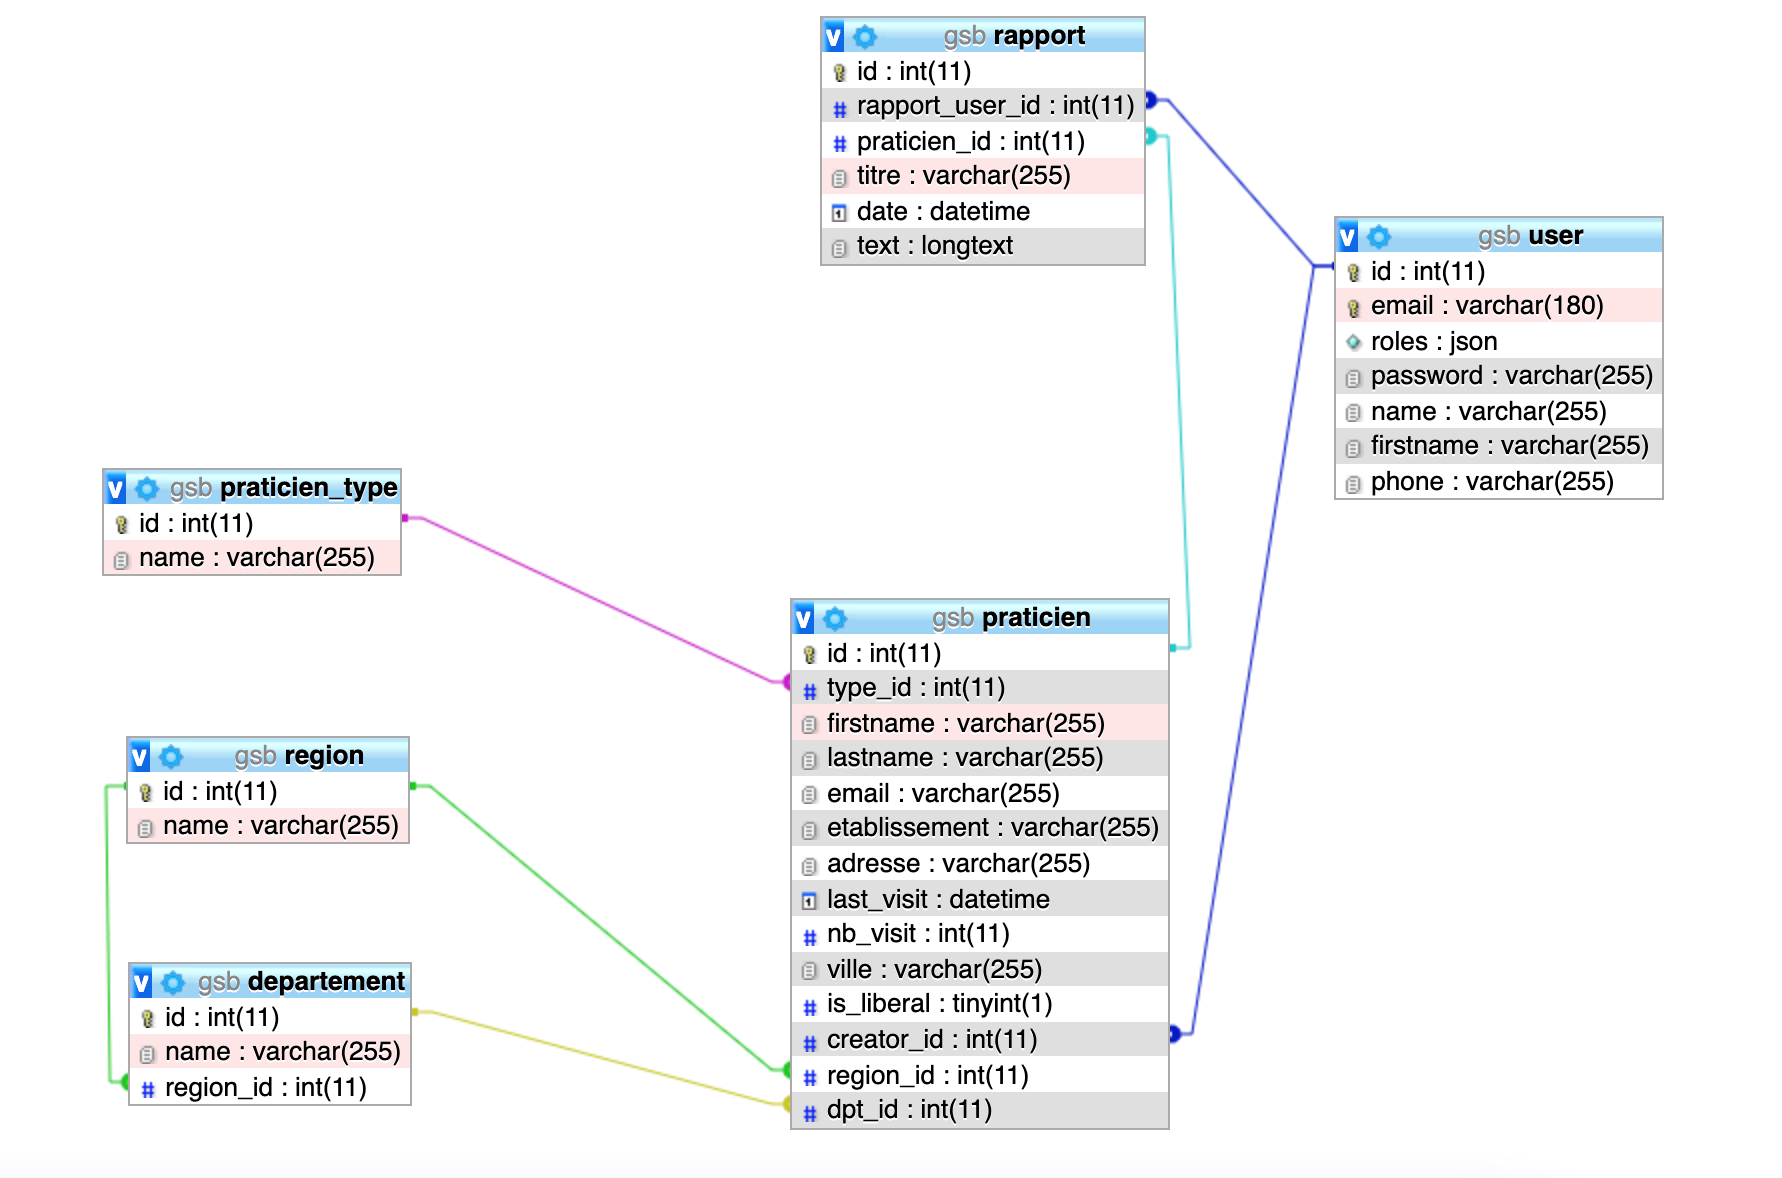 gsb rapport
id : int(11)
rapport_user_id : int(11)
praticien_id : int(11)
titre : varchar(255)
date : datetime
text : longtext
gsb user
id : int(11)
email : varchar(180)
roles : json
password : varchar(255)
name : varchar(255)
firstname : varchar(255)
phone : varchar(255)
gsb praticien_type
id : int(11)
name : varchar(255)
gsb praticien
id : int(11)
type_id : int(11)
firstname : varchar(255)
lastname : varchar(255)
email : varchar(255)
etablissement : varchar(255)
adresse : varchar(255)
last_visit : datetime
nb_visit : int(11)
ville : varchar(255)
is_liberal : tinyint(1)
creator_id : int(11)
region_id : int(11)
dpt_id : int(11)
gsb region
id : int(11)
name : varchar(255)
gsb departement
id : int(11)
name : varchar(255)
region_id : int(11)